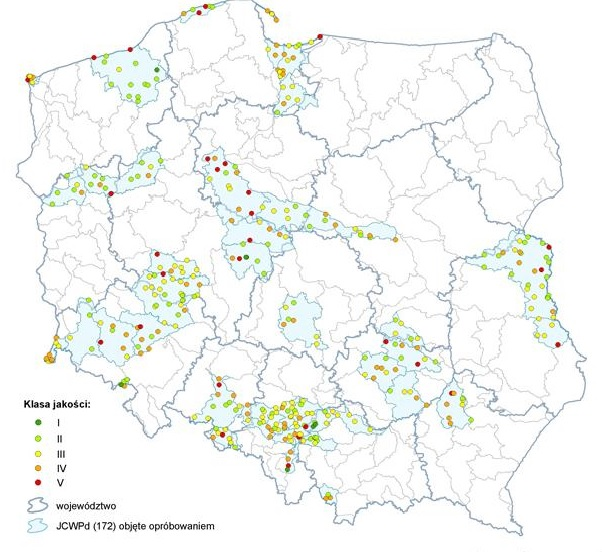 Klasa jakości:
I
II
III
IV
V
województwo
JCWPd (172) objęte opróbowaniem